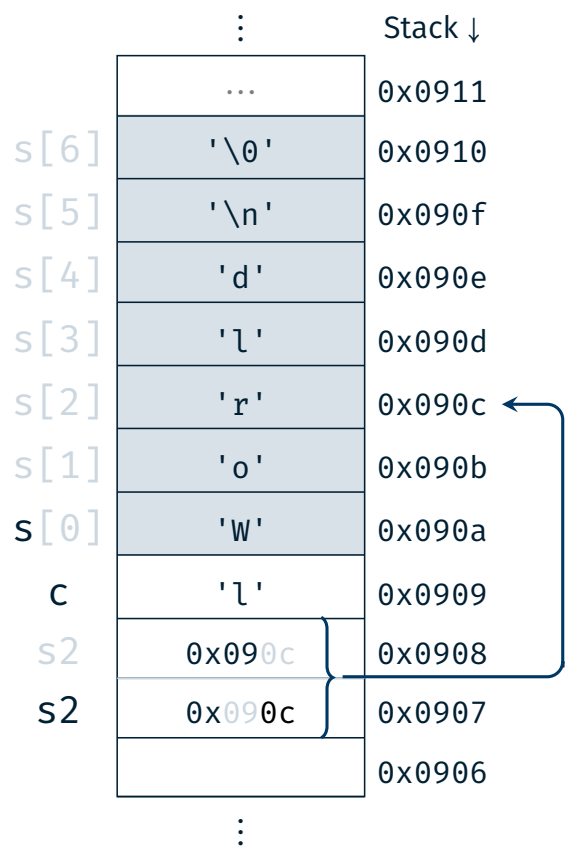 ⋮ Stack ↓
... 0x0911
s[6] '\0' 0x0910
s[5] '\n' 0x090f
s[4] 'd' 0x090e
s[3] 'l' 0x090d
s[2] 'r' 0x090c
s[1] 'o' 0x090b
s[0] 'W' 0x090a
c 'l' 0x0909
s2 0x090c 0x0908
s2 0x090c 0x0907
0x0906
⋮